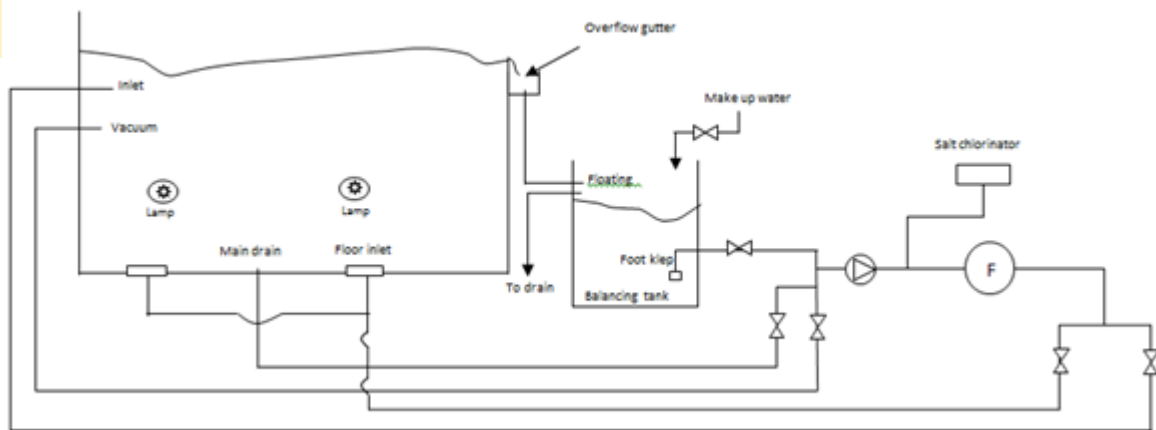 Overflow gutter
Inlet
Make up water
Vacuum
Salt chlorinator
Floating
Lamp
Lamp
Main drain
Floor inlet
Foot klep
F
To drain
Balancing tank